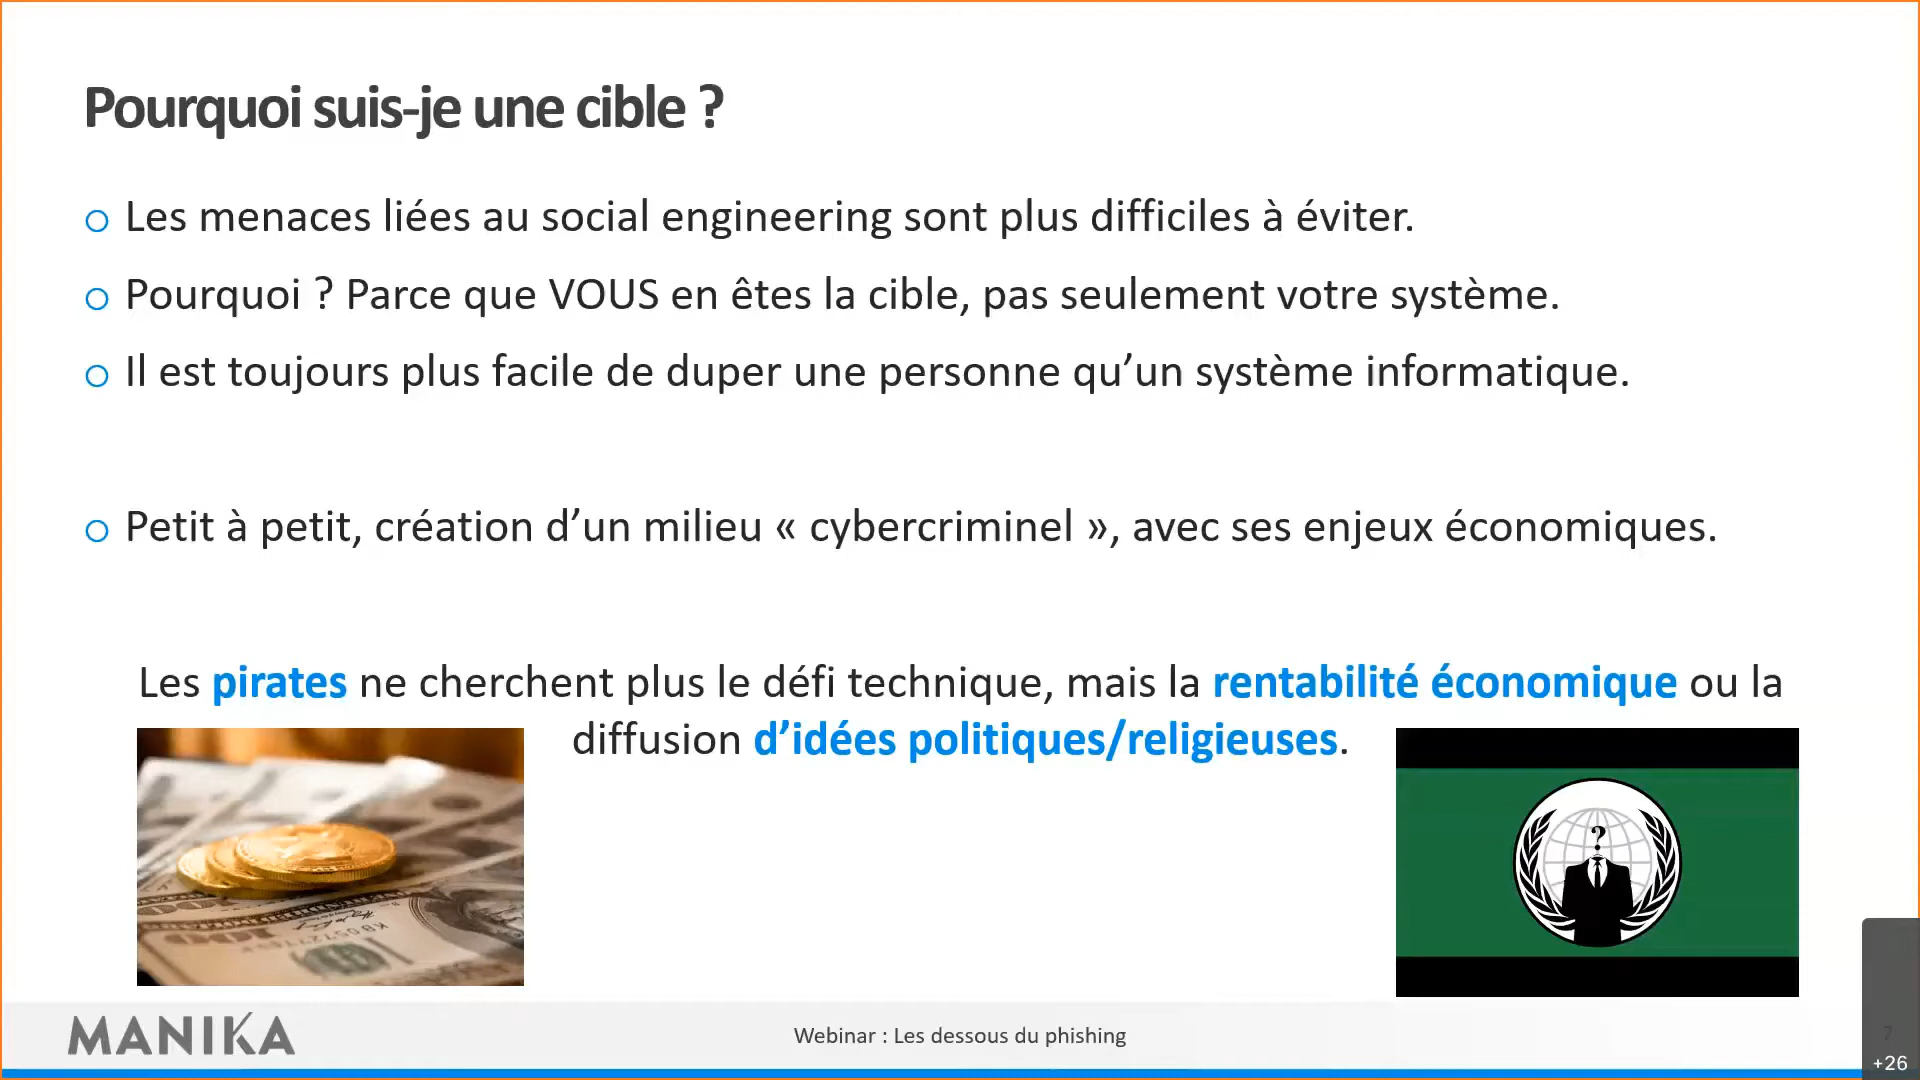 Pourquoi suis-je une cible ?
o Les menaces liées au social engineering sont plus difficiles à éviter.
o Pourquoi ? Parce que VOUS en êtes la cible, pas seulement votre système.
o Il est toujours plus facile de duper une personne qu’un système informatique.
o Petit à petit, création d’un milieu « cybercriminel », avec ses enjeux économiques.
Les pirates ne cherchent plus le défi technique, mais la rentabilité économique ou la
diffusion d’idées politiques/religieuses.
100
?
MANIKA
Webinar : Les dessous du phishing
7
+26